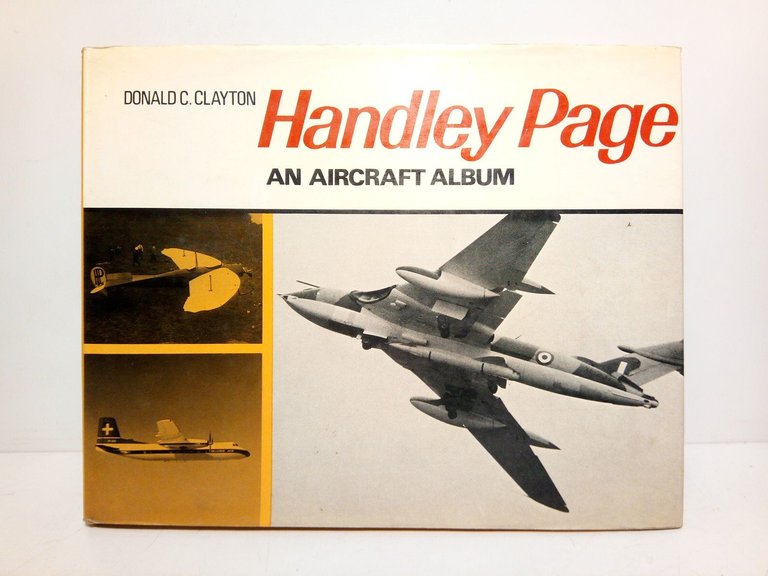 DONALD C. CLAYTON
Handley Page
AN AIRCRAFT ALBUM